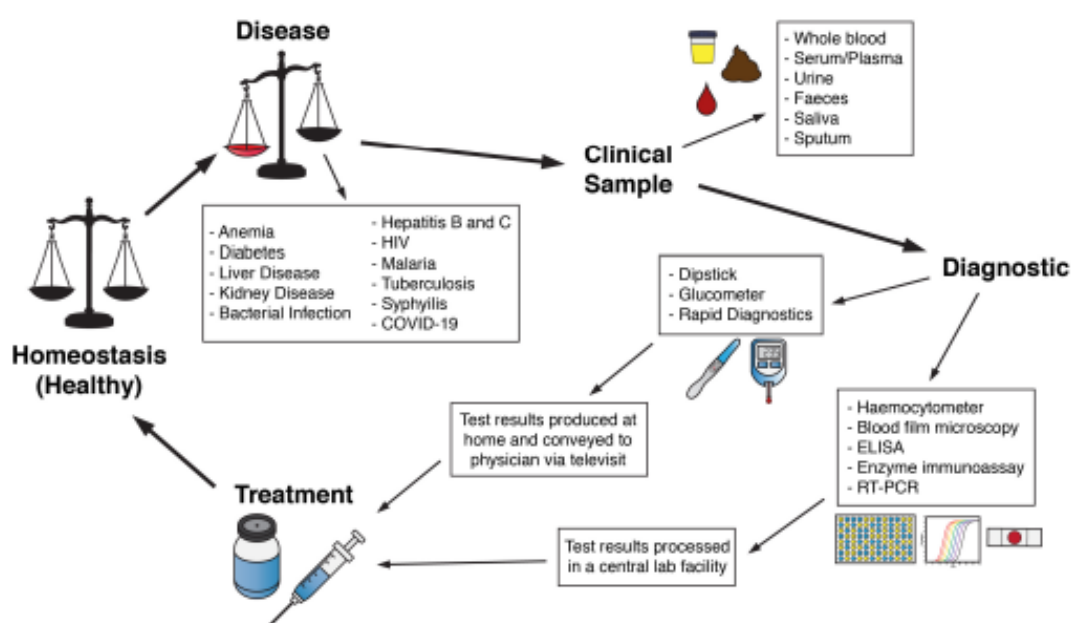 Disease
- Whole blood
- Serum/Plasma
- Urine
- Faeces
- Saliva
- Sputum
Clinical
Sample
- Anemia
- Diabetes
- Liver Disease
- Kidney Disease
- Bacterial Infection
- Hepatitis B and C
- HIV
- Malaria
- Tuberculosis
- Syphyilis
- COVID-19
Homeostasis
(Healthy)
Diagnostic
- Dipstick
- Glucometer
- Rapid Diagnostics
- Haemocytometer
- Blood film microscopy
- ELISA
- Enzyme immunoassay
- RT-PCR
Test results produced at
home and conveyed to
physician via televisit
Treatment
Test results processed
in a central lab facility